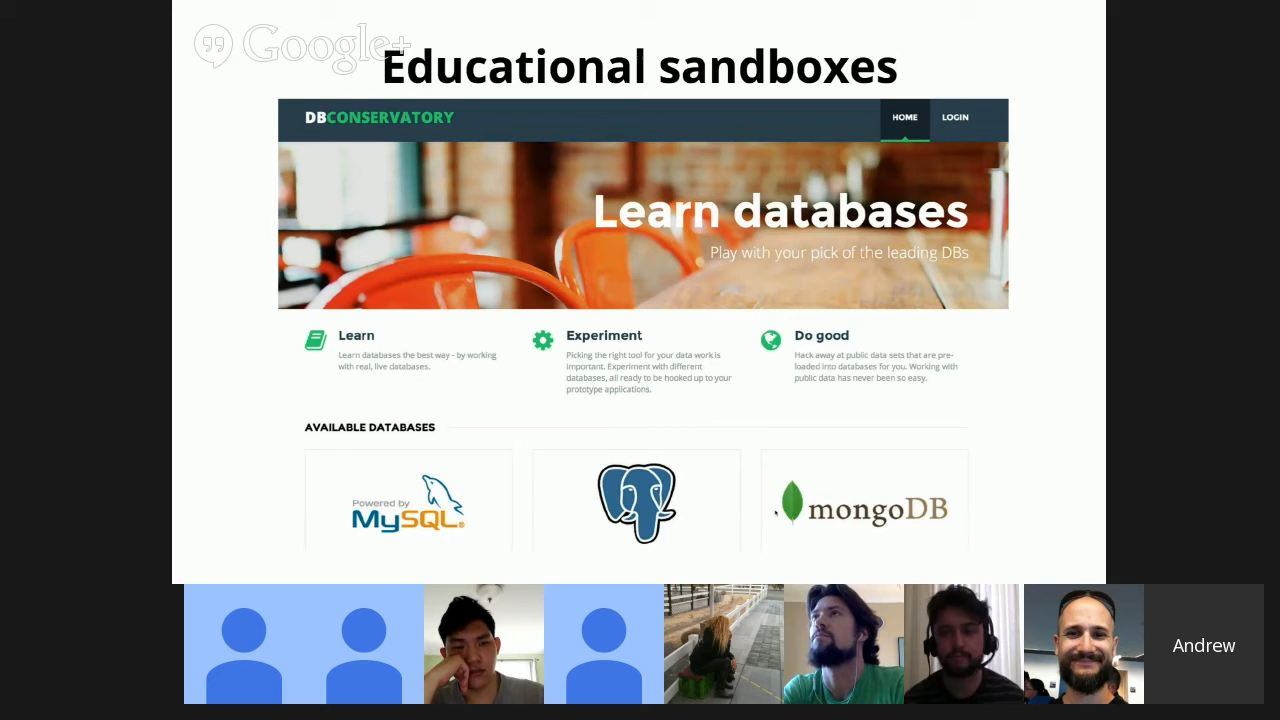 Google+
Educational sandboxes
DBCONSERVATORY
HOME
LOGIN
Learn databases
Play with your pick of the leading DBs
Learn
Learn databases the best way - by working
with real, live databases.
Experiment
Picking the right tool for your data work is
important. Experiment with different
databases, all ready to be hooked up to your
prototype applications.
Do good
Hack away at public data sets that are pre-
loaded into databases for you. Working with
public data has never been so easy.
AVAILABLE DATABASES
Powered by
MySQL®
mongoDB
Andrew